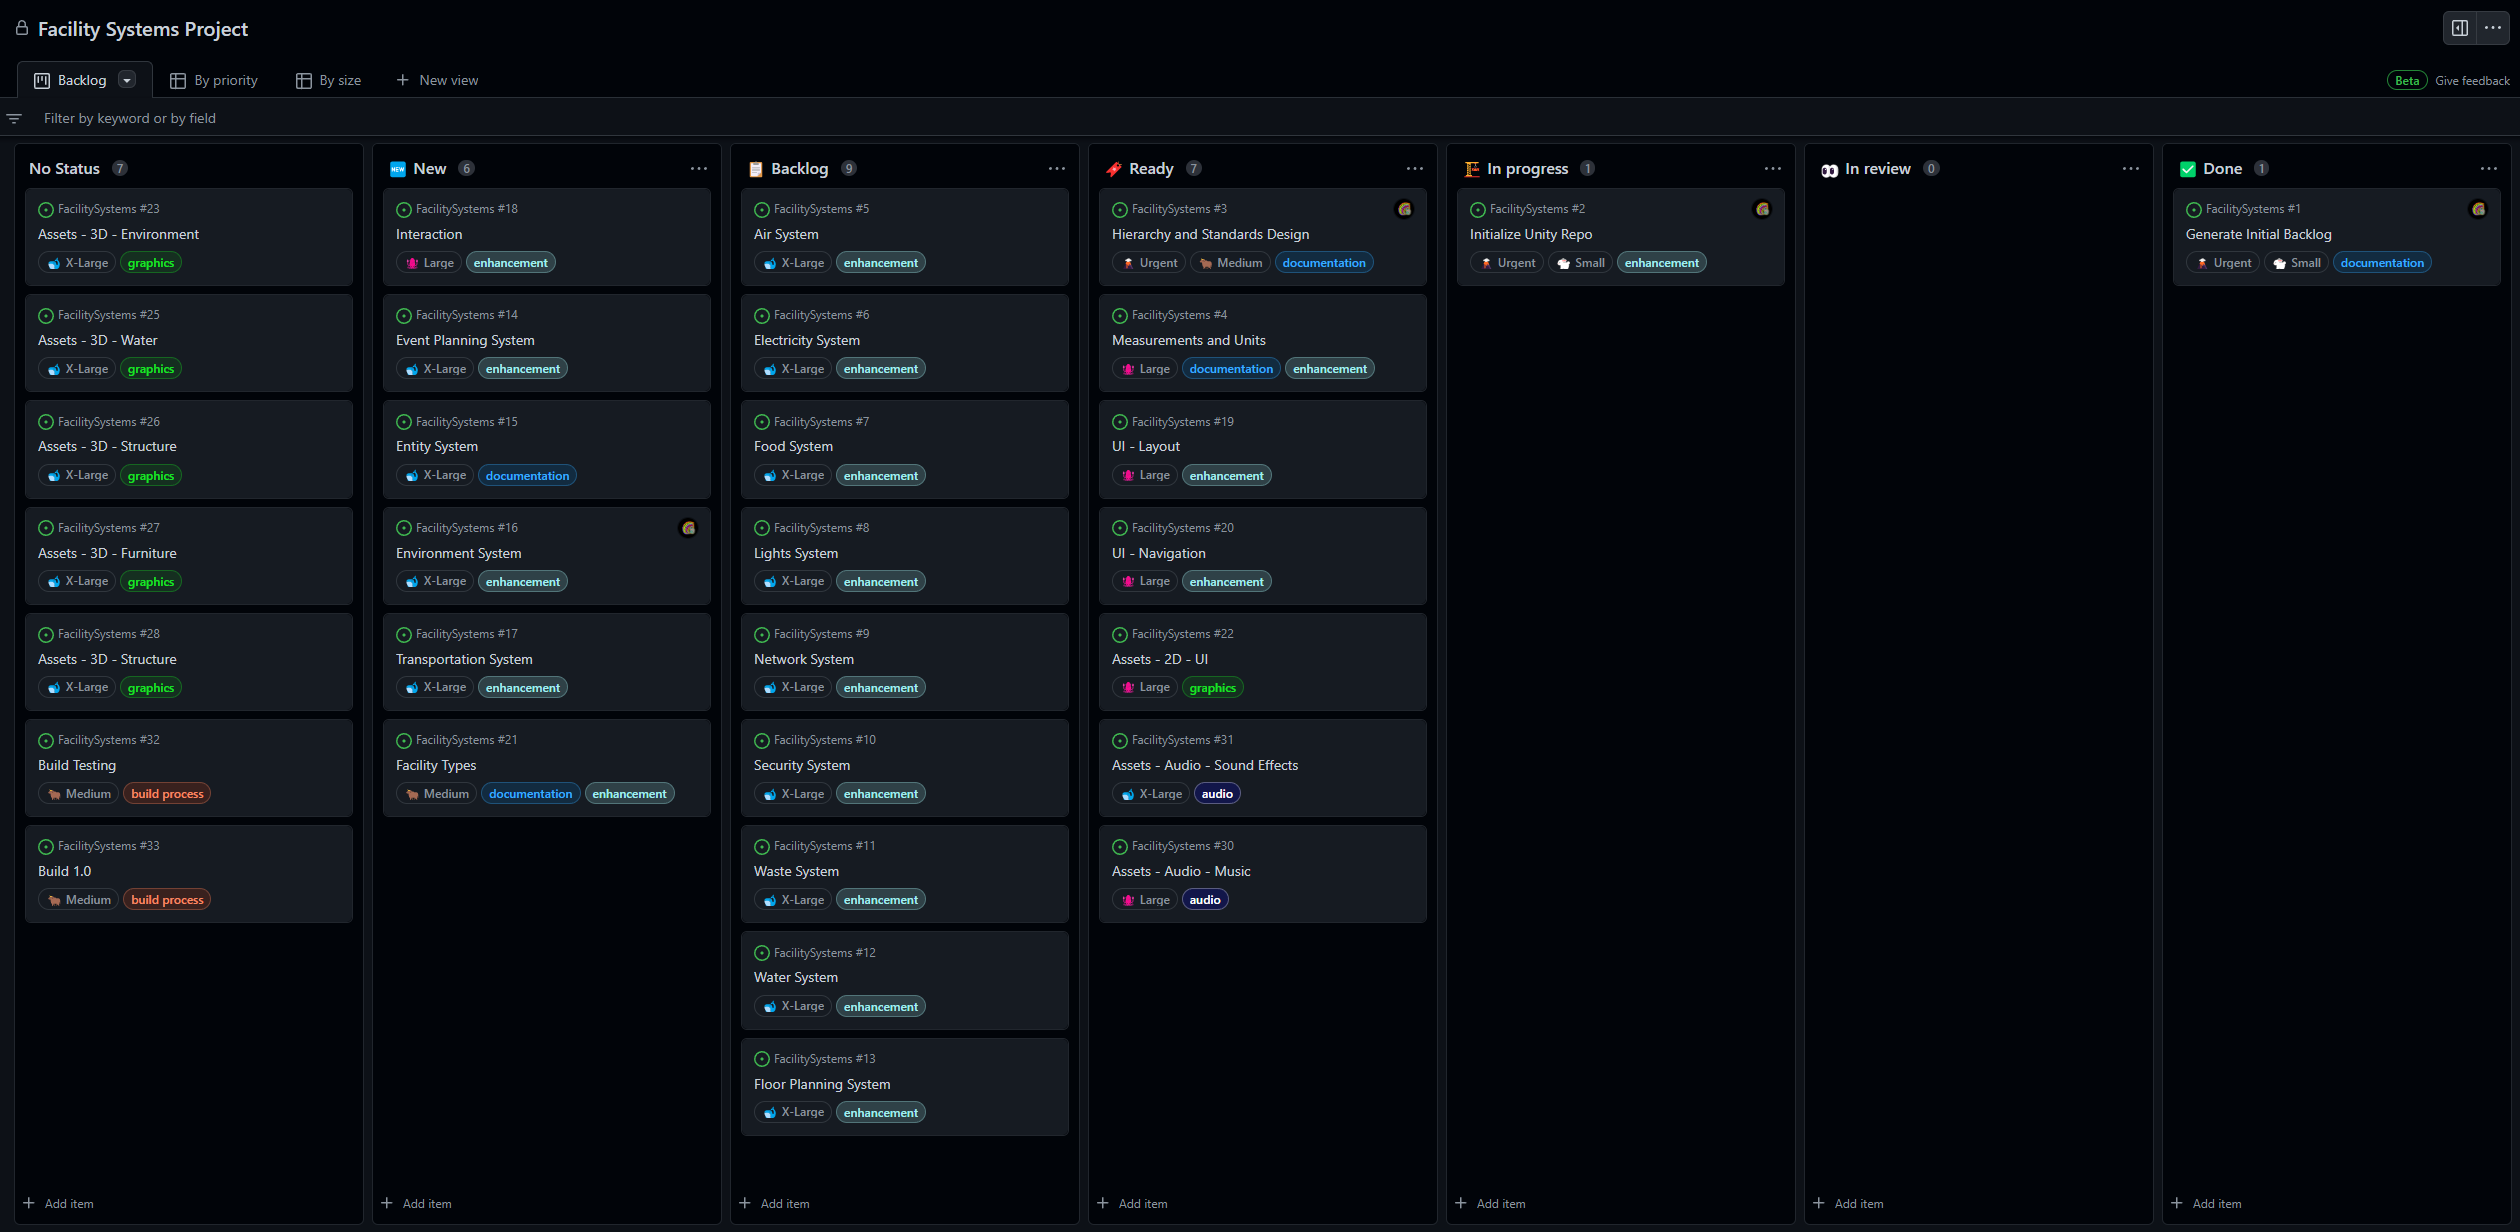 Facility Systems Project
Backlog
By priority
By size
New view
Beta
Give feedback
Filter by keyword or by field
No Status 7
FacilitySystems #23
Assets - 3D - Environment
X-Large graphics
FacilitySystems #25
Assets - 3D - Water
X-Large graphics
FacilitySystems #26
Assets - 3D - Structure
X-Large graphics
FacilitySystems #27
Assets - 3D - Furniture
X-Large graphics
FacilitySystems #28
Assets - 3D - Structure
X-Large graphics
FacilitySystems #32
Build Testing
Medium build process
FacilitySystems #33
Build 1.0
Medium build process
Add item
NEW New 6
FacilitySystems #18
Interaction
Large enhancement
FacilitySystems #14
Event Planning System
X-Large enhancement
FacilitySystems #15
Entity System
X-Large documentation
FacilitySystems #16
Environment System
X-Large enhancement
FacilitySystems #17
Transportation System
X-Large enhancement
FacilitySystems #21
Facility Types
Medium documentation enhancement
Add item
Backlog 9
FacilitySystems #5
Air System
X-Large enhancement
FacilitySystems #6
Electricity System
X-Large enhancement
FacilitySystems #7
Food System
X-Large enhancement
FacilitySystems #8
Lights System
X-Large enhancement
FacilitySystems #9
Network System
X-Large enhancement
FacilitySystems #10
Security System
X-Large enhancement
FacilitySystems #11
Waste System
X-Large enhancement
FacilitySystems #12
Water System
X-Large enhancement
FacilitySystems #13
Floor Planning System
X-Large enhancement
Add item
Ready 7
FacilitySystems #3
Hierarchy and Standards Design
Urgent Medium documentation
FacilitySystems #4
Measurements and Units
Large documentation enhancement
FacilitySystems #19
UI - Layout
Large enhancement
FacilitySystems #20
UI - Navigation
Large enhancement
FacilitySystems #22
Assets - 2D - UI
Large graphics
FacilitySystems #31
Assets - Audio - Sound Effects
X-Large audio
FacilitySystems #30
Assets - Audio - Music
Large audio
Add item
In progress 1
FacilitySystems #2
Initialize Unity Repo
Urgent Small enhancement
Add item
In review 0
Add item
Done 1
FacilitySystems #1
Generate Initial Backlog
Urgent Small documentation
Add item